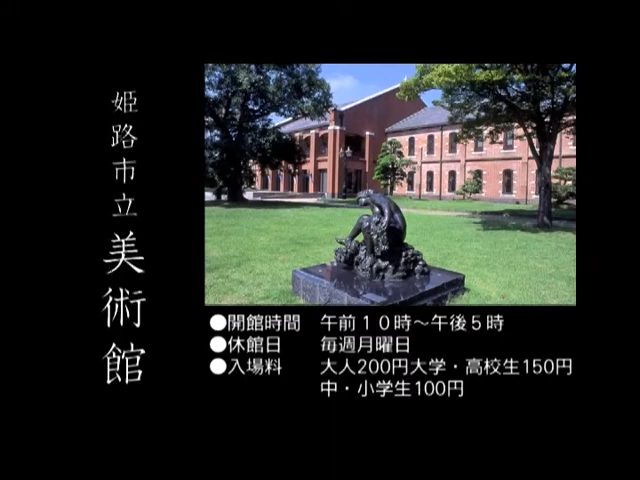 姫路市立美術館
●開館時間　午前１０時～午後５時
●休館日　毎週月曜日
●入場料　大人200円大学・高校生150円
中・小学生100円